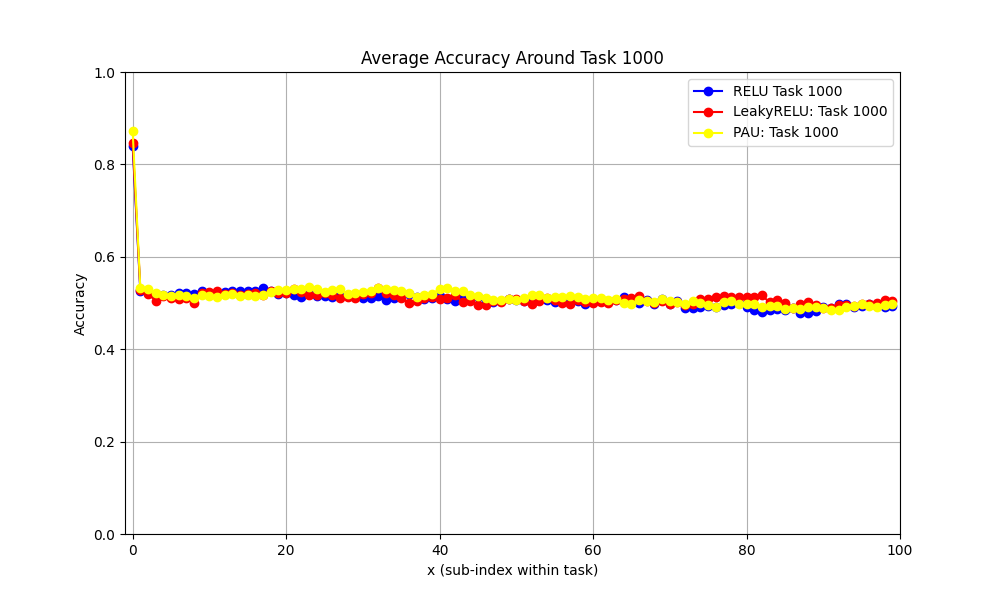 Average Accuracy Around Task 1000
RELU Task 1000
LeakyRELU: Task 1000
PAU: Task 1000
Accuracy
1.0
0.8
0.6
0.4
0.2
0.0
0 20 40 60 80 100
x (sub-index within task)